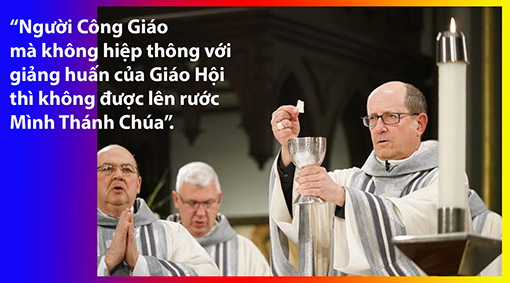 “Người Công Giáo
mà không hiệp thông với
giảng huấn của Giáo Hội
thì không được lên rước
Mình Thánh Chúa”.